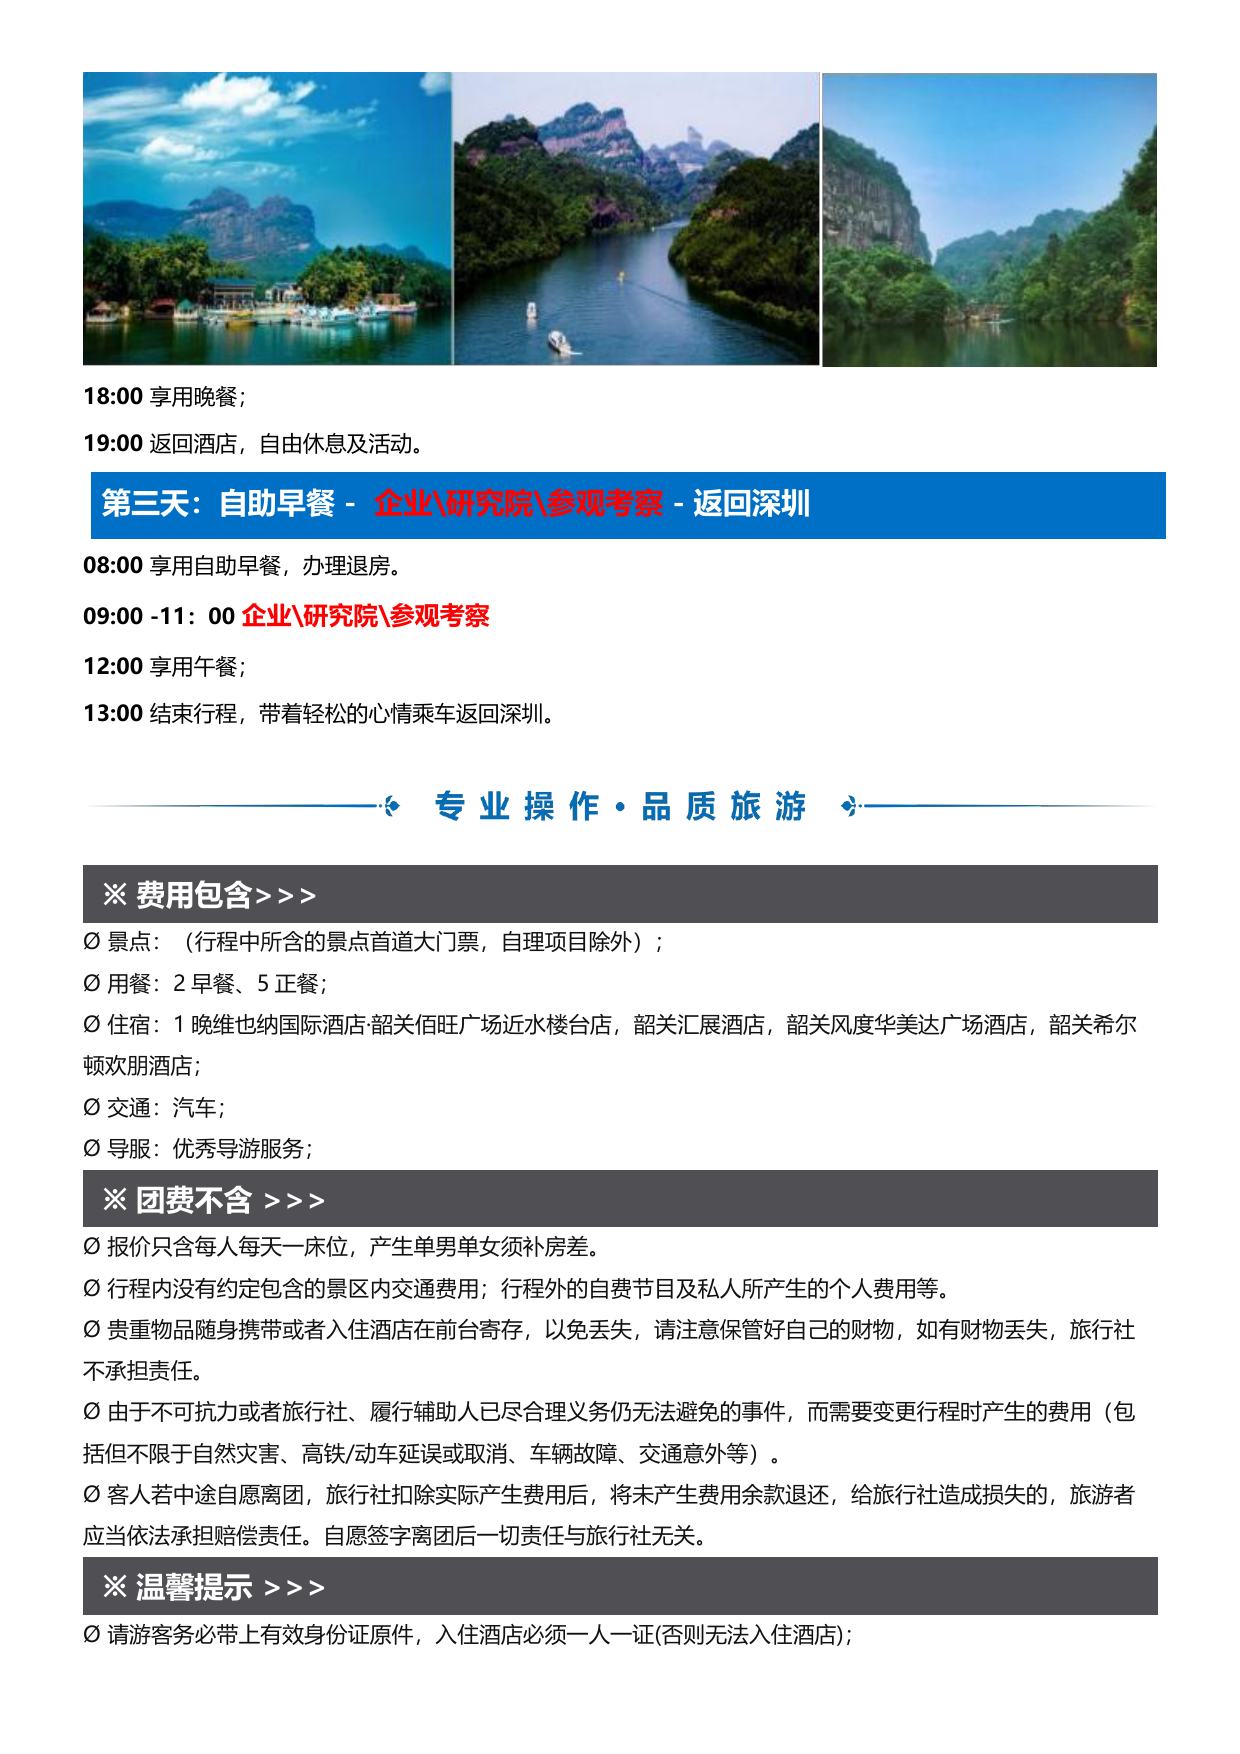 18:00 享用晚餐；
19:00 返回酒店，自由休息及活动。
第三天：自助早餐 - 企业\研究院\参观考察 - 返回深圳
08:00 享用自助早餐，办理退房。
09:00 -11：00 企业\研究院\参观考察
12:00 享用午餐；
13:00 结束行程，带着轻松的心情乘车返回深圳。
专业操作·品质旅游
※ 费用包含>>>
Ø 景点：（行程中所含的景点首道大门票，自理项目除外）;
Ø 用餐：2 早餐、5 正餐；
Ø 住宿：1 晚维也纳国际酒店·韶关佰旺广场近水楼台店，韶关汇展酒店，韶关风度华美达广场酒店，韶关希尔
顿欢朋酒店；
Ø 交通：汽车；
Ø 导服：优秀导游服务；
※ 团费不含 >>>
Ø 报价只含每人每天一床位，产生单男单女须补房差。
Ø 行程内没有约定包含的景区内交通费用；行程外的自费节目及私人所产生的个人费用等。
Ø 贵重物品随身携带或者入住酒店在前台寄存，以免丢失，请注意保管好自己的财物，如有财物丢失，旅行社
不承担责任。
Ø 由于不可抗力或者旅行社、履行辅助人已尽合理义务仍无法避免的事件，而需要变更行程时产生的费用（包
括但不限于自然灾害、高铁/动车延误或取消、车辆故障、交通意外等）。
Ø 客人若中途自愿离团，旅行社扣除实际产生费用后，将未产生费用余款退还，给旅行社造成损失的，旅游者
应当依法承担赔偿责任。自愿签字离团后一切责任与旅行社无关。
※ 温馨提示 >>>
Ø 请游客务必带上有效身份证原件，入住酒店必须一人一证(否则无法入住酒店)；